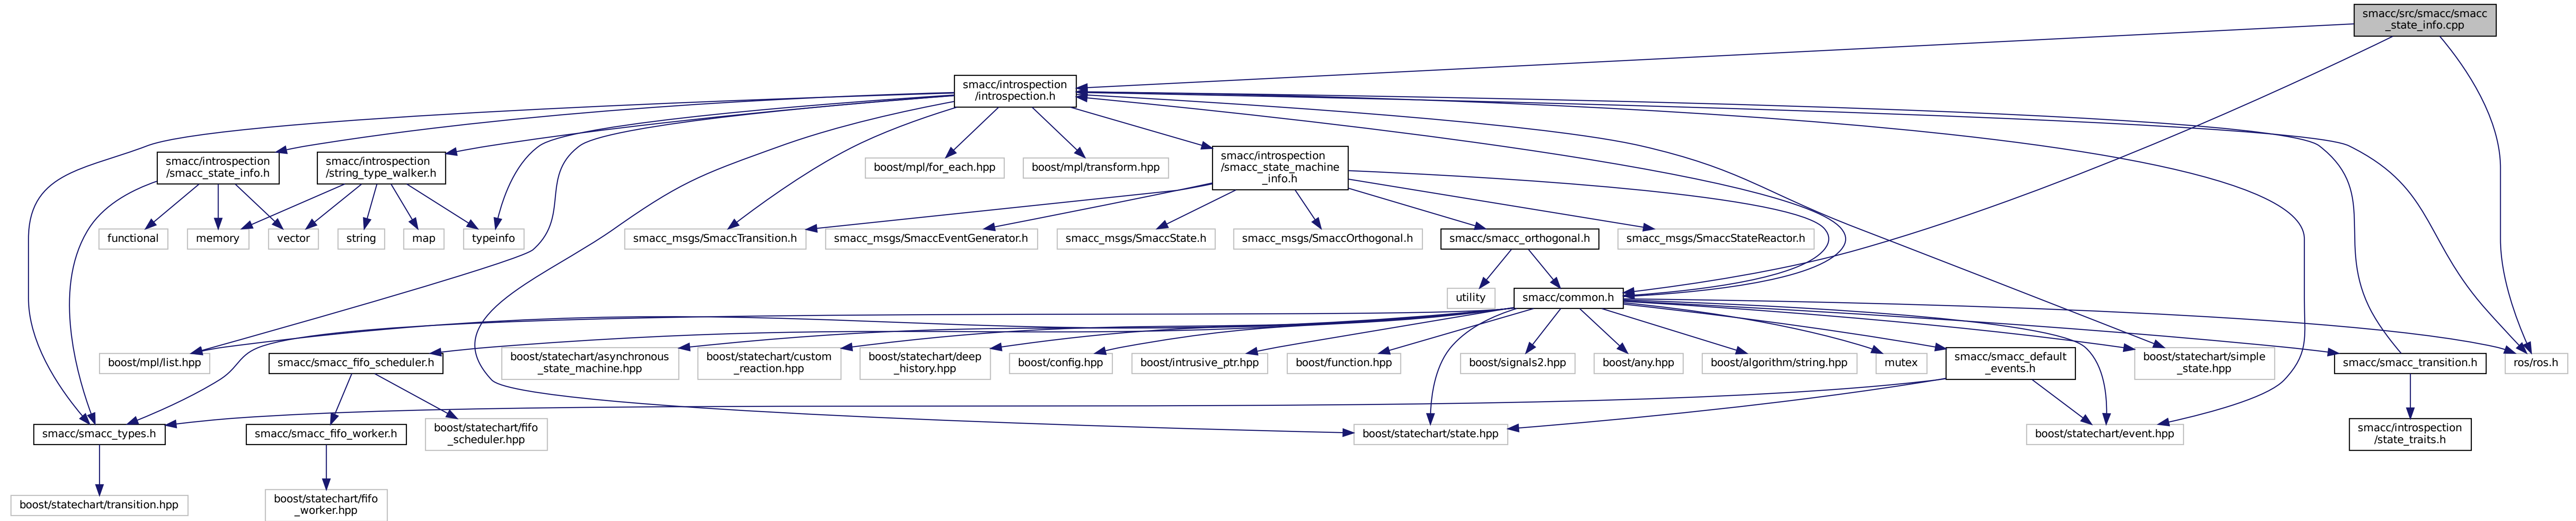 smacc/src/smacc/smacc
_state_info.cpp
smacc/introspection
/introspection.h
smacc/introspection
/smacc_state_info.h
smacc/introspection
/string_type_walker.h
boost/mpl/for_each.hpp
boost/mpl/transform.hpp
smacc/introspection
/smacc_state_machine
_info.h
functional
memory
vector
string
map
typeinfo
smacc_msgs/SmaccTransition.h
smacc_msgs/SmaccEventGenerator.h
smacc_msgs/SmaccState.h
smacc_msgs/SmaccOrthogonal.h
smacc/smacc_orthogonal.h
smacc_msgs/SmaccStateReactor.h
utility
smacc/common.h
boost/mpl/list.hpp
smacc/smacc_fifo_scheduler.h
boost/statechart/asynchronous
_state_machine.hpp
boost/statechart/custom
_reaction.hpp
boost/statechart/deep
_history.hpp
boost/config.hpp
boost/intrusive_ptr.hpp
boost/function.hpp
boost/signals2.hpp
boost/any.hpp
boost/algorithm/string.hpp
mutex
smacc/smacc_default
_events.h
boost/statechart/simple
_state.hpp
smacc/smacc_transition.h
ros/ros.h
smacc/smacc_types.h
smacc/smacc_fifo_worker.h
boost/statechart/fifo
_scheduler.hpp
boost/statechart/state.hpp
boost/statechart/event.hpp
smacc/introspection
/state_traits.h
boost/statechart/transition.hpp
boost/statechart/fifo
_worker.hpp